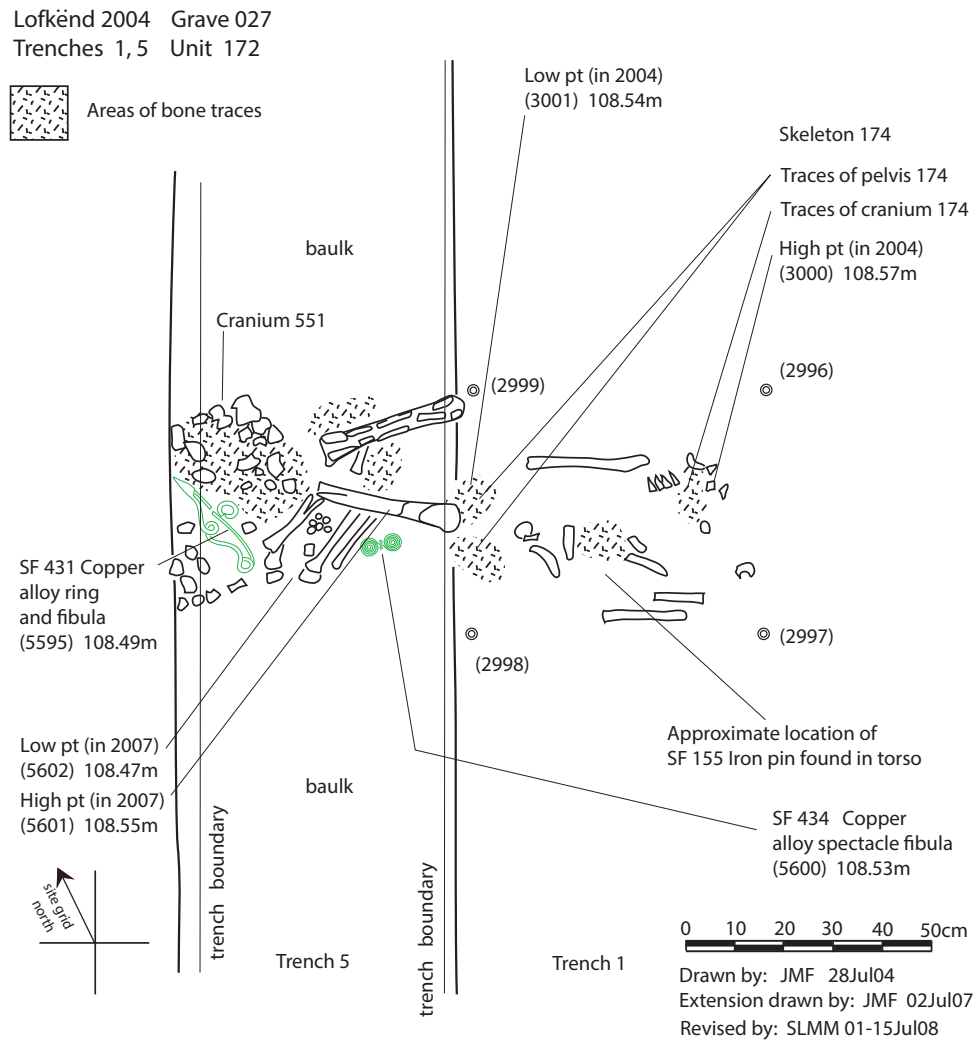 Lofkënd 2004 Grave 027
Trenches 1, 5 Unit 172
Areas of bone traces
Low pt (in 2004)
(3001) 108.54m
Skeleton 174
Traces of pelvis 174
Traces of cranium 174
High pt (in 2004)
(3000) 108.57m
baulk
Cranium 551
(2999)
(2996)
SF 431 Copper
alloy ring
and fibula
(5595) 108.49m
(2998)
(2997)
Low pt (in 2007)
(5602) 108.47m
High pt (in 2007)
(5601) 108.55m
baulk
Approximate location of
SF 155 Iron pin found in torso
SF 434 Copper
alloy spectacle fibula
(5600) 108.53m
trench boundary
trench boundary
site grid
north
Trench 5
Trench 1
0 10 20 30 40 50cm
Drawn by: JMF 28Jul04
Extension drawn by: JMF 02Jul07
Revised by: SLMM 01-15Jul08